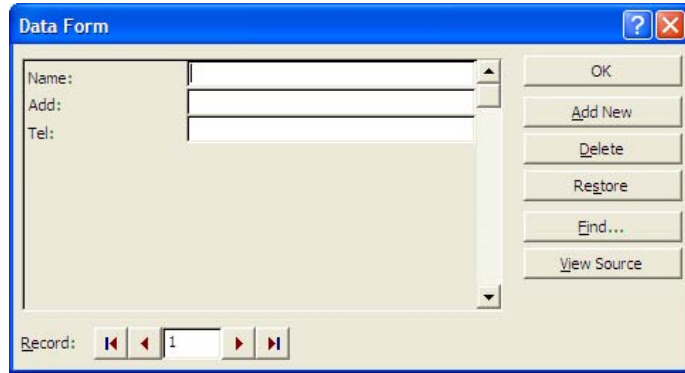 Data Form
Name:
Add:
Tel:
OK
Add New
Delete
Restore
Find...
View Source
Record:
1